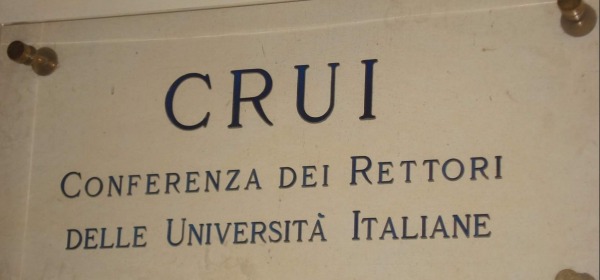 CRUI
CONFERENZA DEI RETTORI
DELLE UNIVERSITÀ ITALIANE